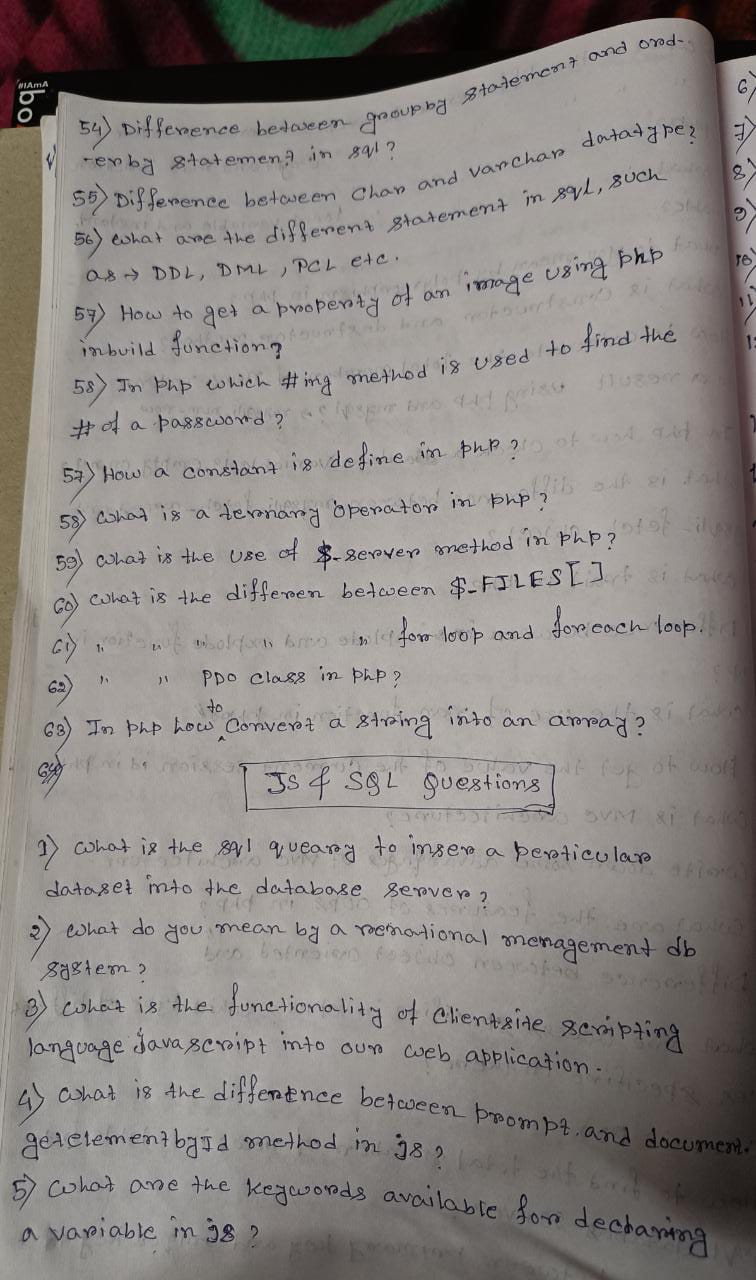 #IAmA
bo
54) Difference between groupby statement and ord-
-erby statement in sql?
55) Difference between Char and varchar datatype?
56) what are the different statement in sql, such
as → DDL, DML, PCL etc.
57) How to get a properity of an image using php
inbuild function?
58) In php which #ing method is used to find the
# of a password?
57) How a constant is define in php?
58) what is a ternary operator in php?
59) what is the use of $_server method in php?
60) what is the differen between $_FILES[]
61) " " " " " for loop and foreach loop.
62) " " PDO class in php?
63) In php how to Convert a string into an array?
64)
JS & SQL Questions
1) what is the sql queary to inser a perticular
dataset into the database server?
2) what do you mean by a remational menagement db
system?
3) what is the functionality of clientsite scripting
language Javascript into our web application.
4) what is the difference between prompt. and document.
getelementbyId method in js?
5) what are the keywords available for declaring
a variable in js?
6)
7)
8)
9)
10)